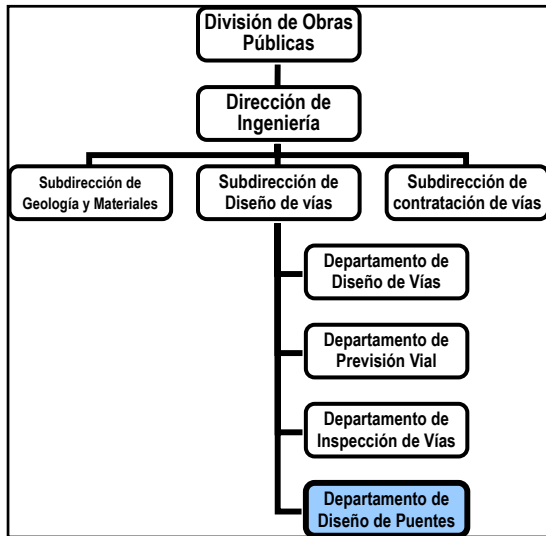 División de Obras
Públicas
Dirección de
Ingeniería
Subdirección de
Geología y Materiales
Subdirección de
Diseño de vías
Subdirección de
contratación de vías
Departamento de
Diseño de Vías
Departamento de
Previsión Vial
Departamento de
Inspección de Vías
Departamento de
Diseño de Puentes